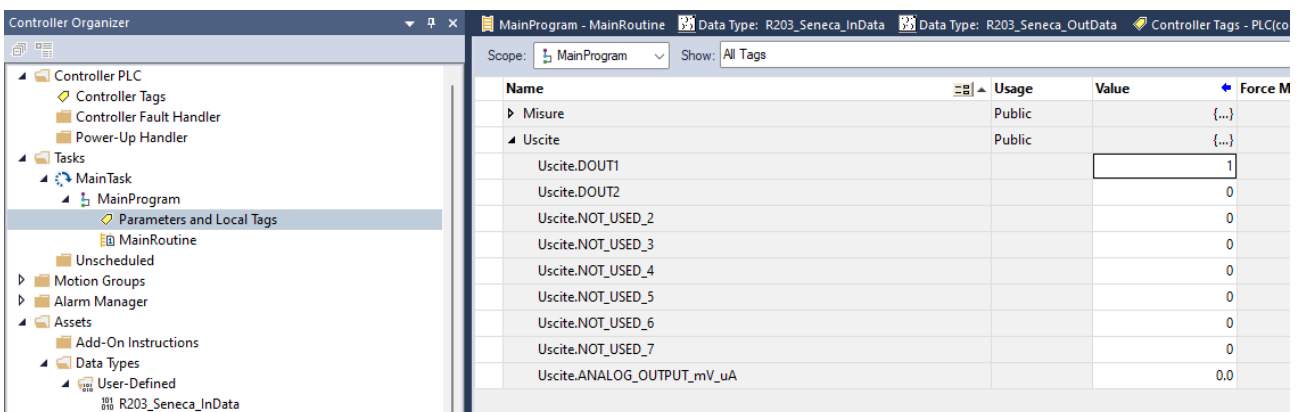 Controller Organizer
Controller PLC
Controller Tags
Controller Fault Handler
Power-Up Handler
Tasks
MainTask
MainProgram
Parameters and Local Tags
MainRoutine
Unscheduled
Motion Groups
Alarm Manager
Assets
Add-On Instructions
Data Types
User-Defined
R203_Seneca_InData
MainProgram - MainRoutine Data Type: R203_Seneca_InData Data Type: R203_Seneca_OutData Controller Tags - PLC(co
Scope: MainProgram Show: All Tags
Name Usage Value Force M
Misure Public {...}
Uscite Public {...}
Uscite.DOUT1 1
Uscite.DOUT2 0
Uscite.NOT_USED_2 0
Uscite.NOT_USED_3 0
Uscite.NOT_USED_4 0
Uscite.NOT_USED_5 0
Uscite.NOT_USED_6 0
Uscite.NOT_USED_7 0
Uscite.ANALOG_OUTPUT_mV_uA 0.0